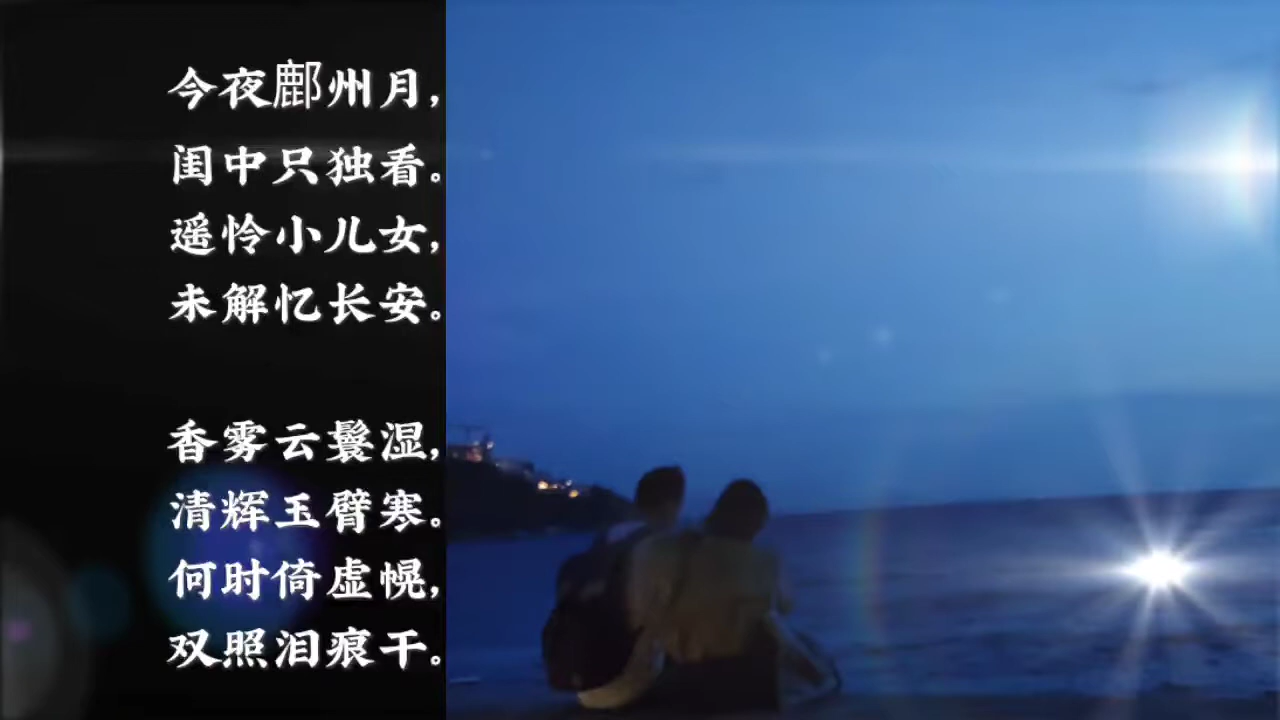 今夜鄜州月，
闺中只独看。
遥怜小儿女，
未解忆长安。
香雾云鬟湿，
清辉玉臂寒。
何时倚虚幌，
双照泪痕干。